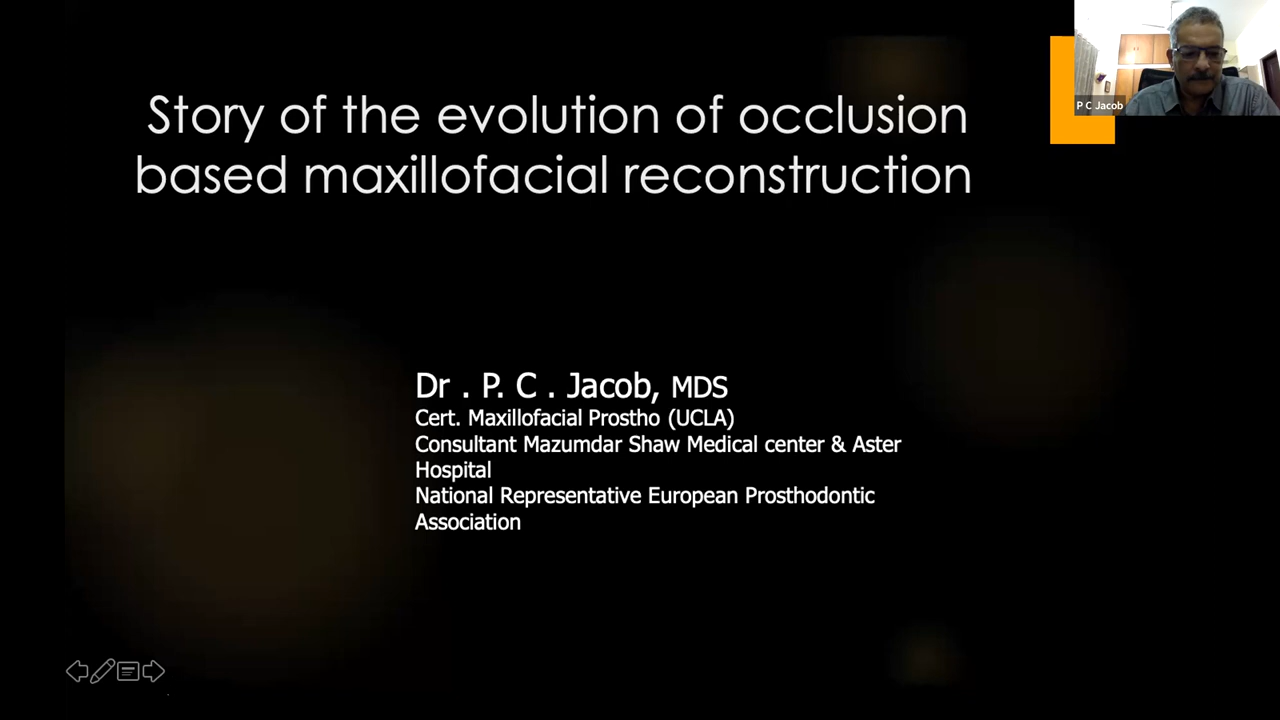 Story of the evolution of occlusion
based maxillofacial reconstruction
P C Jacob
Dr . P. C . Jacob, MDS
Cert. Maxillofacial Prostho (UCLA)
Consultant Mazumdar Shaw Medical center & Aster
Hospital
National Representative European Prosthodontic
Association